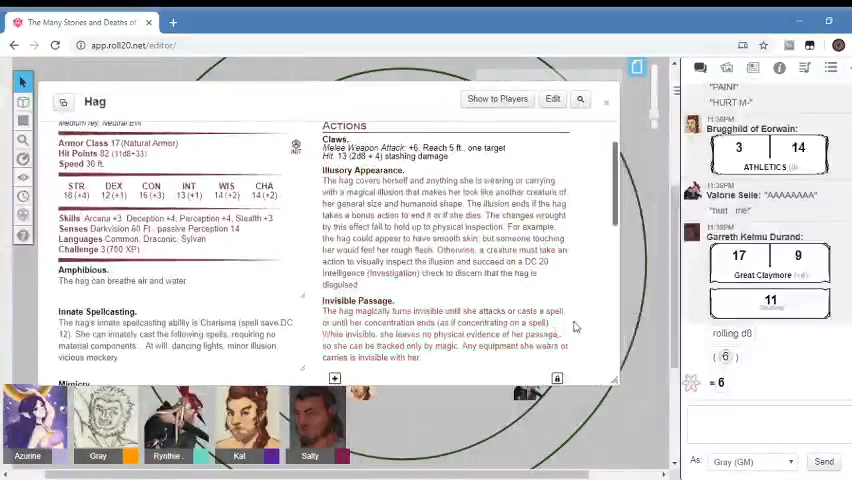 The Many Stories and Deaths of
app.roll20.net/editor/
Hag
Show to Players
Edit
Medium fey, Neutral Evil
Armor Class 17 (Natural Armor)
Hit Points 82 (11d8+33)
Speed 30 ft.
INIT
STR DEX CON INT WIS CHA
18 (+4) 12 (+1) 16 (+3) 13 (+1) 14 (+2) 14 (+2)
Skills Arcana +3 Deception +4, Perception +4, Stealth +3
Senses Darkvision 60 Ft. passive Perception 14
Languages Common, Draconic, Sylvan
Challenge 3 (700 XP)
Amphibious.
The hag can breathe air and water
Innate Spellcasting.
The hag's innate spellcasting ability is Charisma (spell save DC
12). She can innately cast the following spells, requiring no
material components: At will: dancing lights, minor illusion,
vicious mockery
Mimicry
Actions
Claws.
Melee Weapon Attack: +6, Reach 5 ft., one target
Hit 13 (2d8 + 4) slashing damage
Illusory Appearance.
The hag covers herself and anything she is wearing or carrying
with a magical illusion that makes her look like another creature of
her general size and humanoid shape. The illusion ends if the hag
takes a bonus action to end it or if she dies. The changes wrought
by this effect fail to hold up to physical inspection. For example,
the hag could appear to have smooth skin, but someone touching
her would feel her rough flesh. Otherwise, a creature must take an
action to visually inspect the illusion and succeed on a DC 20
Intelligence (Investigation) check to discern that the hag is
disguised
Invisible Passage.
The hag magically turns invisible until she attacks or casts a spell,
or until her concentration ends (as if concentrating on a spell)
While invisible, she leaves no physical evidence of her passage,
so she can be tracked only by magic. Any equipment she wears or
carries is invisible with her.
Azurine
Gray
Rynthie
Kat
Salty
"PAIN!
"HURT M-"
11:36PM
Brugghild of Eorwain:
3 14
ATHLETICS
11:36PM
Valorie Selle: "AAAAAAAA"
"hurt me"
11:38PM
Garreth Kelmu Durand:
17 9
Great Claymore
11
rolling d8
(6)
= 6
As:
Gray (GM)
Send